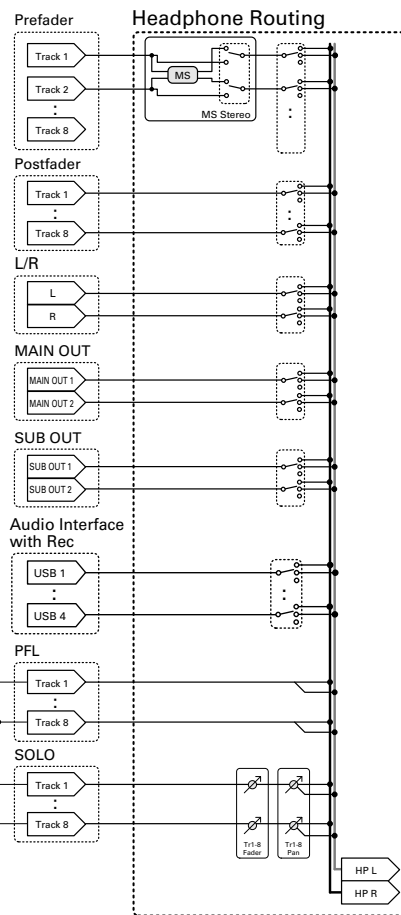 Headphone Routing
Prefader
Track 1
Track 2
:
Track 8
MS
MS Stereo
:
Postfader
Track 1
:
Track 8
:
L/R
L
R
MAIN OUT
MAIN OUT 1
MAIN OUT 2
SUB OUT
SUB OUT 1
SUB OUT 2
Audio Interface
with Rec
USB 1
:
USB 4
:
PFL
Track 1
:
Track 8
SOLO
Track 1
:
Track 8
Tr1-8
Fader
Tr1-8
Pan
HP L
HP R